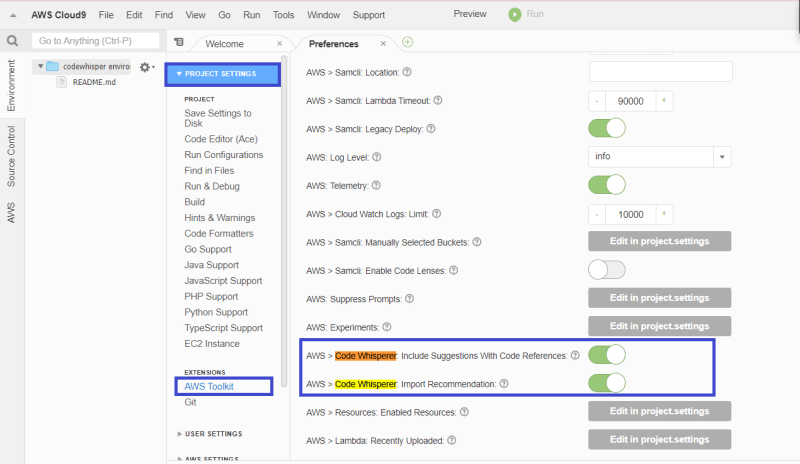 AWS Cloud9 File Edit Find View Go Run Tools Window Support Preview Run
Go to Anything (Ctrl-P)
Welcome
Preferences
Environment
Source Control
AWS
codewhisper environ
README.md
PROJECT SETTINGS
PROJECT
Save Settings to
Disk
Code Editor (Ace)
Run Configurations
Find in Files
Run & Debug
Build
Hints & Warnings
Code Formatters
Go Support
Java Support
JavaScript Support
PHP Support
Python Support
TypeScript Support
EC2 Instance
EXTENSIONS
AWS Toolkit
Git
USER SETTINGS
AWS SETTINGS
AWS > Samcli: Location:
AWS > Samcli: Lambda Timeout: - 90000 +
AWS > Samcli: Legacy Deploy:
AWS: Log Level: info
AWS: Telemetry:
AWS > Cloud Watch Logs: Limit: - 10000 +
AWS > Samcli: Manually Selected Buckets: Edit in project.settings
AWS > Samcli: Enable Code Lenses:
AWS: Suppress Prompts: Edit in project.settings
AWS: Experiments: Edit in project.settings
AWS > Code Whisperer: Include Suggestions With Code References:
AWS > Code Whisperer: Import Recommendation:
AWS > Resources: Enabled Resources: Edit in project.settings
AWS > Lambda: Recently Uploaded: Edit in project.settings